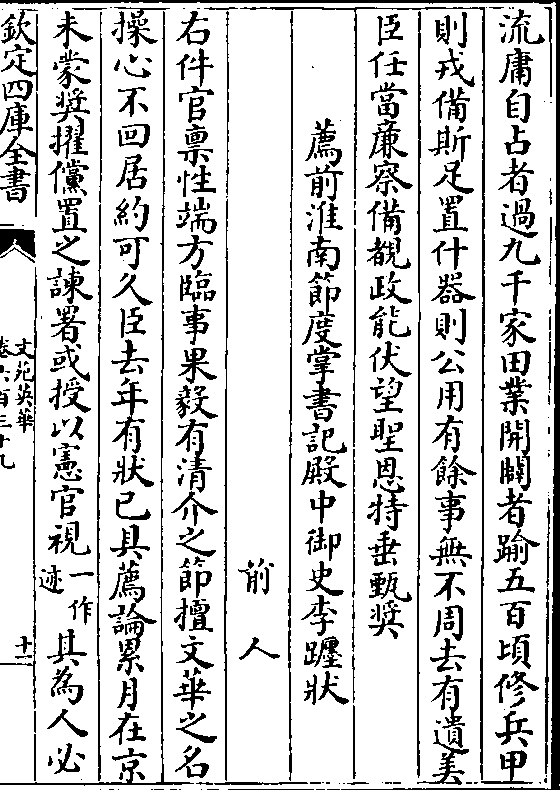 流庸自占者過九千家田業開闢者踰五百頃修兵甲
則戎備斯足置什器則公用有餘事無不周去有遺美
臣任當廉察備覩政能伏望聖恩特垂甄奬
薦前淮南節度掌書記殿中御史李躔狀
前人
右件官禀性端方臨事果毅有清介之節擅文華之名
操心不回居約可久臣去年有狀已具薦論累月在京
未蒙奬擢儻置之諫署或授以憲官視一作迹其為人必
欽定四庫全書
文苑英華
卷六百三十九
十一